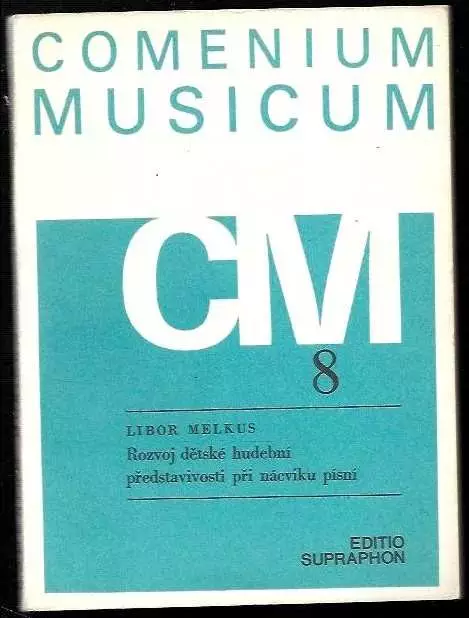 COMENIUM
MUSICUM
CM
8
LIBOR MELKUS
Rozvoj dětské hudební
představivosti při nácviku písní
EDITIO
SUPRAPHON